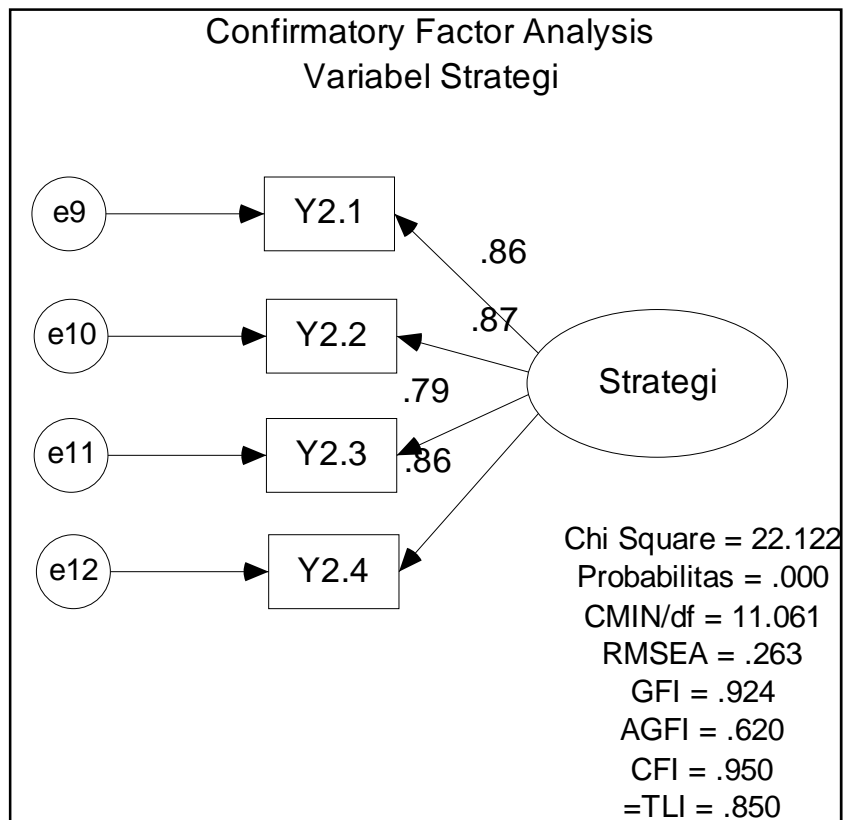 Confirmatory Factor Analysis
Variabel Strategi
e9
Y2.1
.86
e10
Y2.2
.87
Strategi
.79
e11
Y2.3
.86
e12
Y2.4
Chi Square = 22.122
Probabilitas = .000
CMIN/df = 11.061
RMSEA = .263
GFI = .924
AGFI = .620
CFI = .950
=TLI = .850